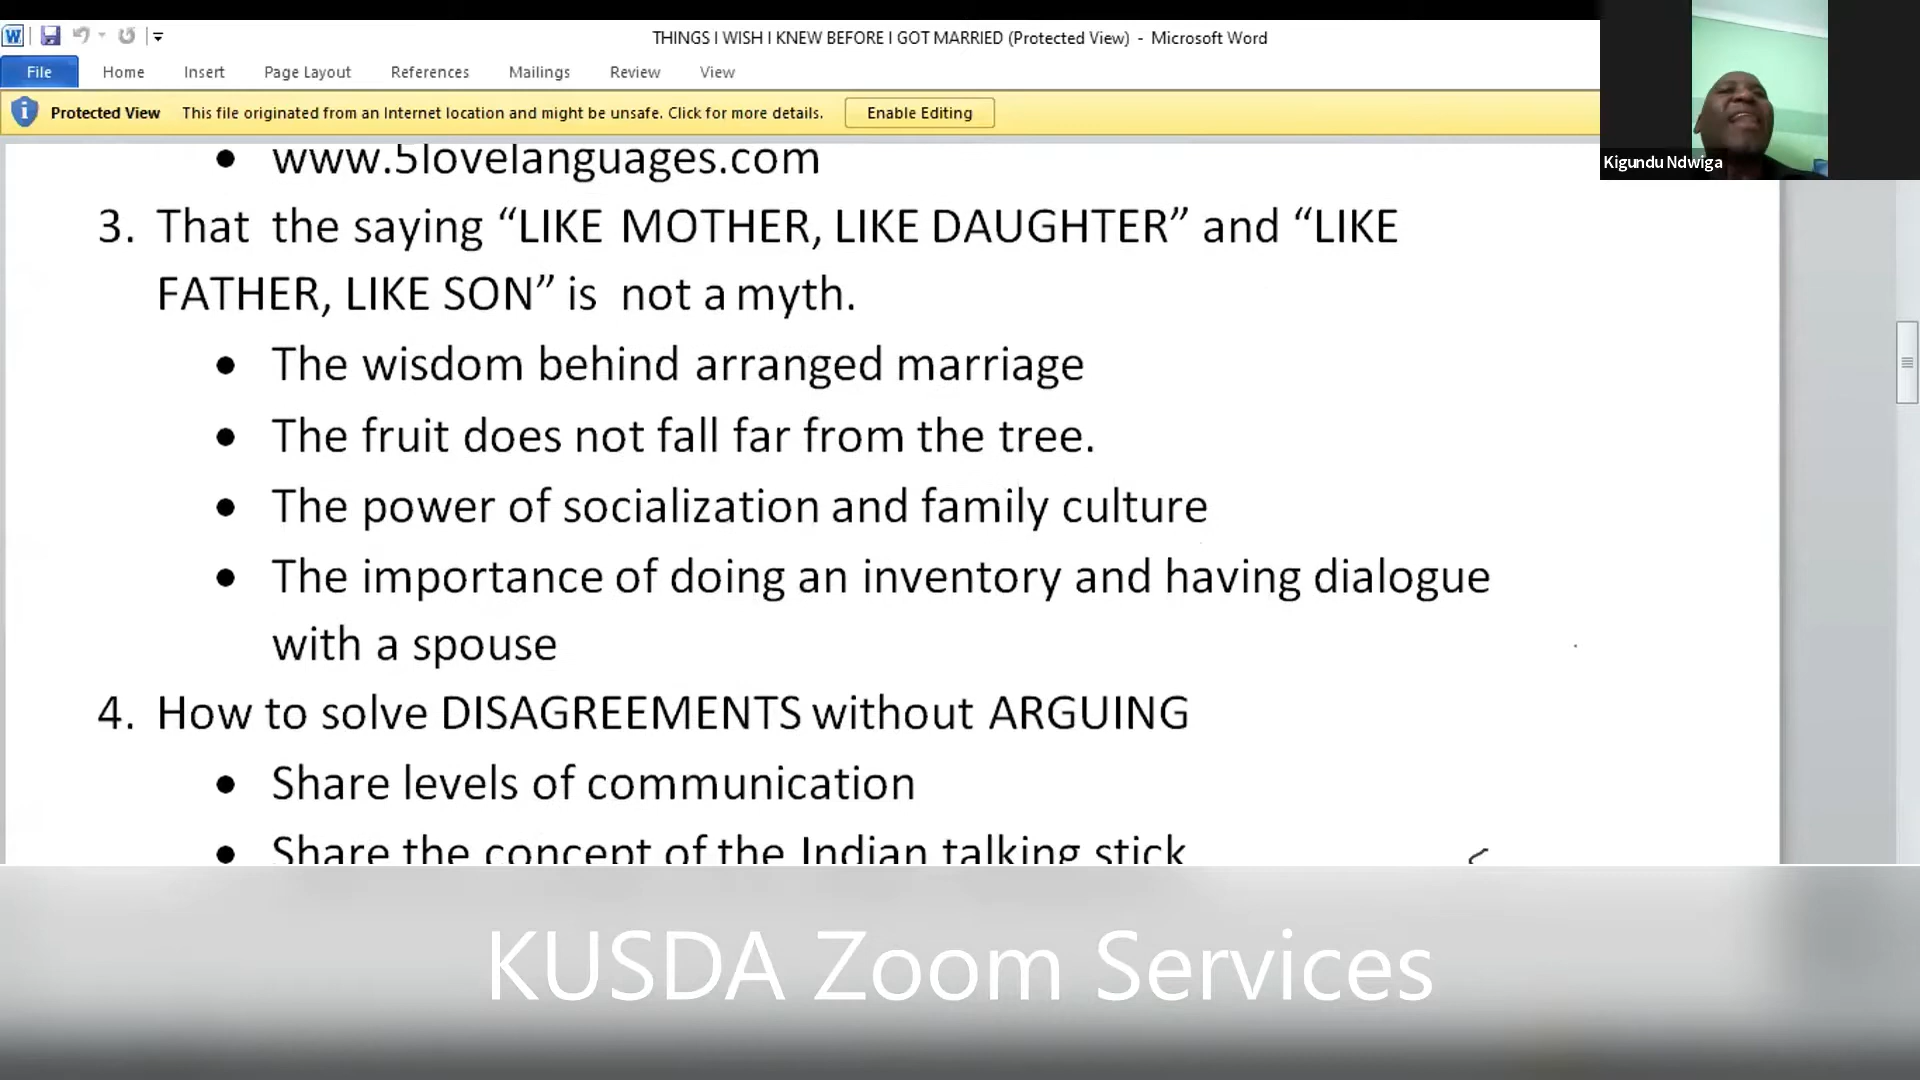 THINGS I WISH I KNEW BEFORE I GOT MARRIED (Protected View) - Microsoft Word
File Home Insert Page Layout References Mailings Review View
Protected View This file originated from an Internet location and might be unsafe. Click for more details. Enable Editing
Kigundu Ndwiga
• www.5lovelanguages.com
3. That the saying “LIKE MOTHER, LIKE DAUGHTER” and “LIKE
FATHER, LIKE SON” is not a myth.
• The wisdom behind arranged marriage
• The fruit does not fall far from the tree.
• The power of socialization and family culture
• The importance of doing an inventory and having dialogue
with a spouse
4. How to solve DISAGREEMENTS without ARGUING
• Share levels of communication
• Share the concept of the Indian talking stick
KUSDA Zoom Services